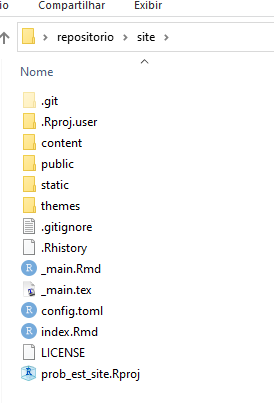 io Compartilhar Exibir
repositorio > site >
Nome
.git
.Rproj.user
content
public
static
themes
.gitignore
.Rhistory
_main.Rmd
_main.tex
config.toml
index.Rmd
LICENSE
prob_est_site.Rproj